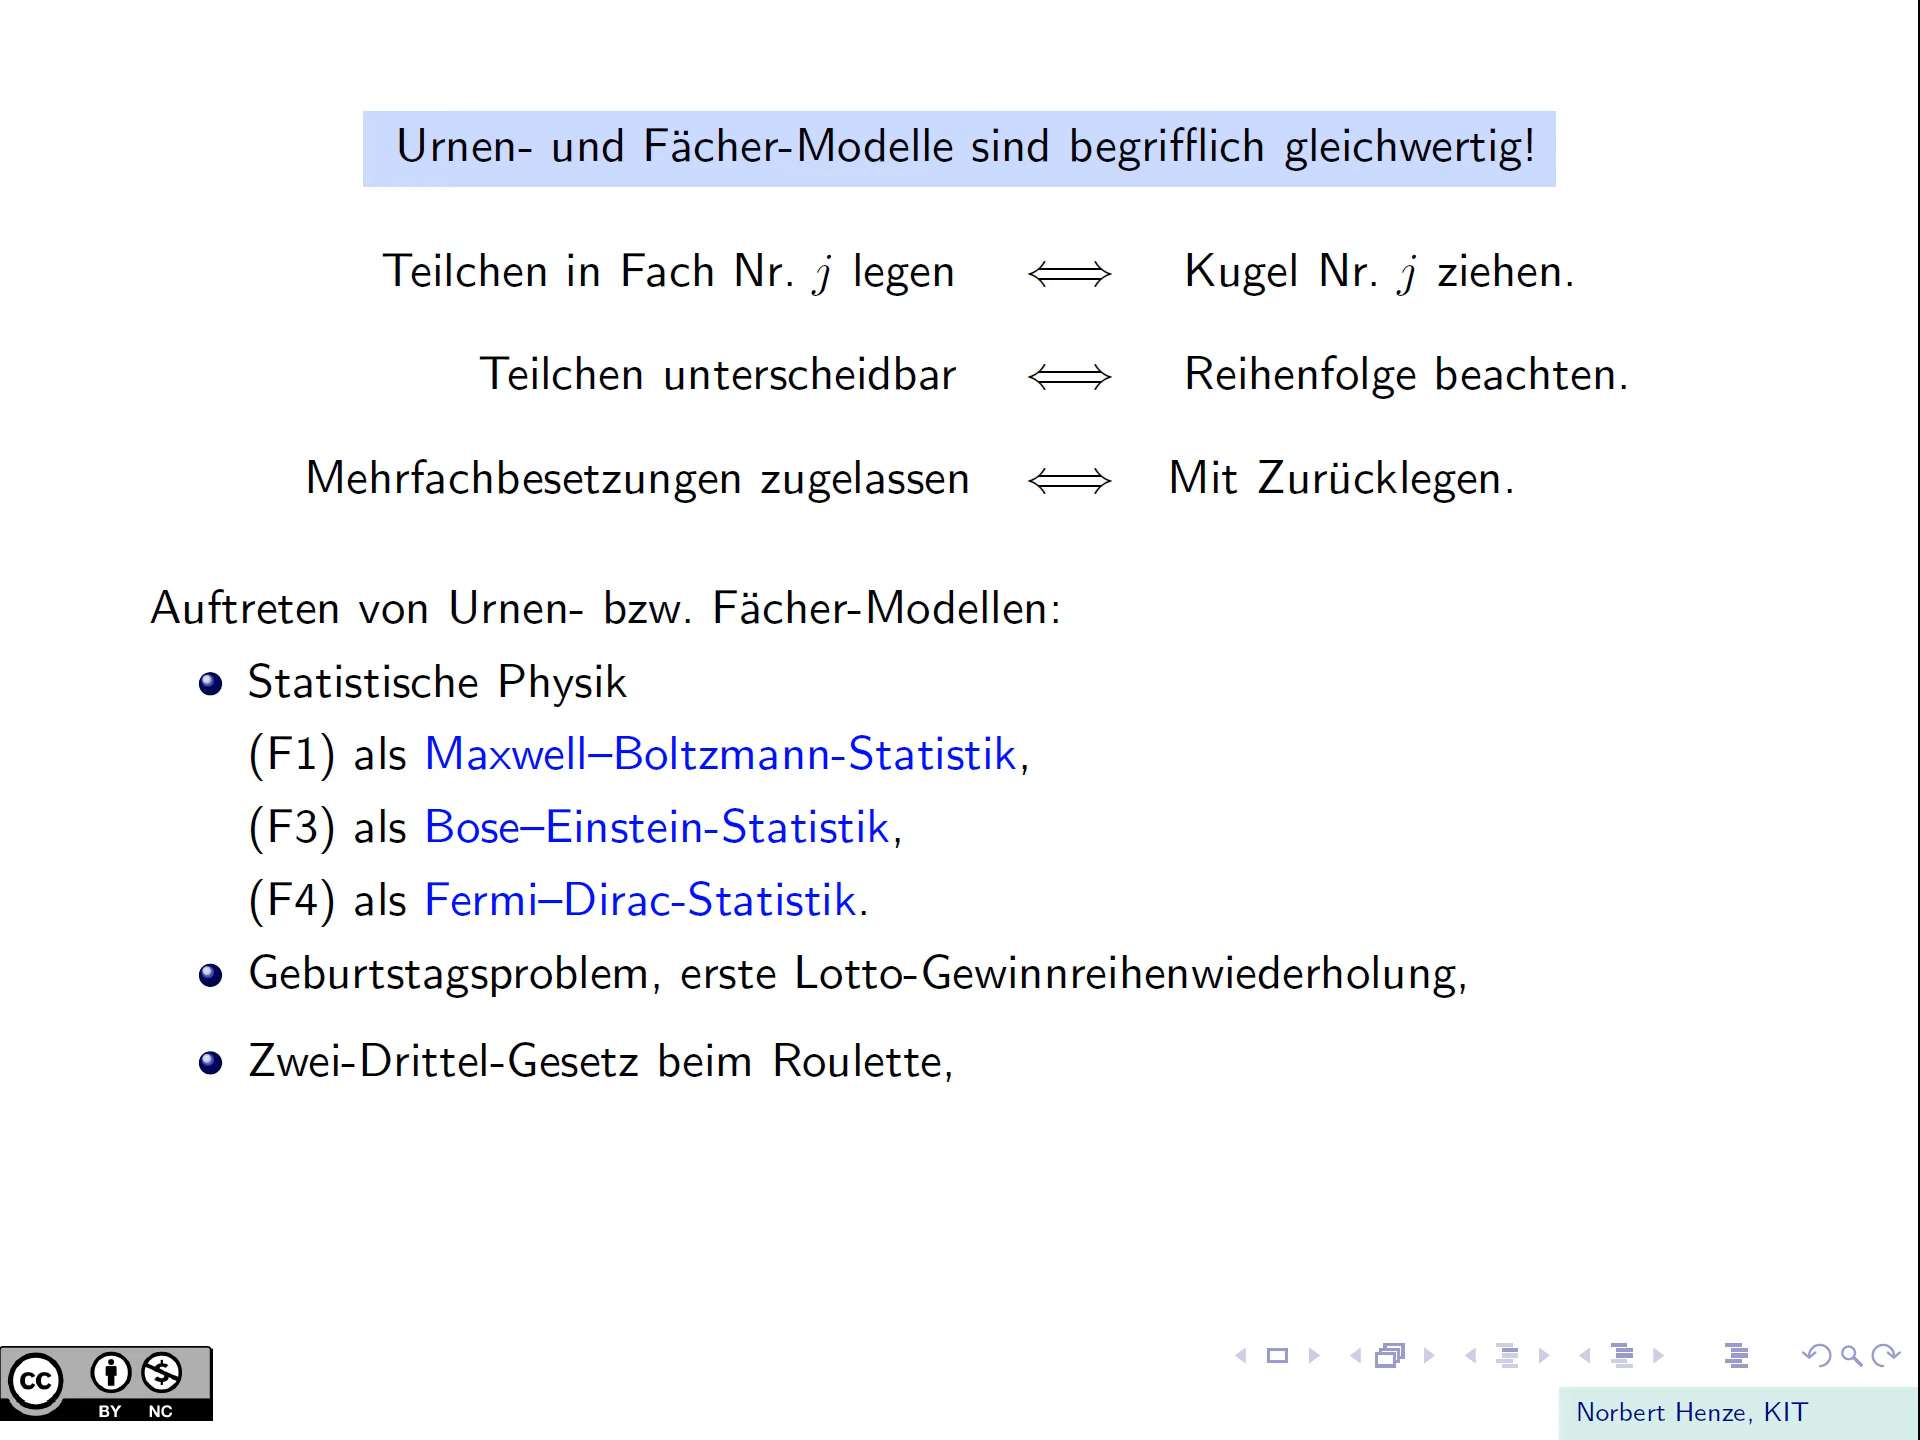 Urnen- und Fächer-Modelle sind begrifflich gleichwertig!
Teilchen in Fach Nr. j legen ⟺ Kugel Nr. j ziehen.
Teilchen unterscheidbar ⟺ Reihenfolge beachten.
Mehrfachbesetzungen zugelassen ⟺ Mit Zurücklegen.
Auftreten von Urnen- bzw. Fächer-Modellen:
Statistische Physik
(F1) als Maxwell–Boltzmann-Statistik,
(F3) als Bose–Einstein-Statistik,
(F4) als Fermi–Dirac-Statistik.
Geburtstagsproblem, erste Lotto-Gewinnreihenwiederholung,
Zwei-Drittel-Gesetz beim Roulette,
cc
BY NC
Norbert Henze, KIT